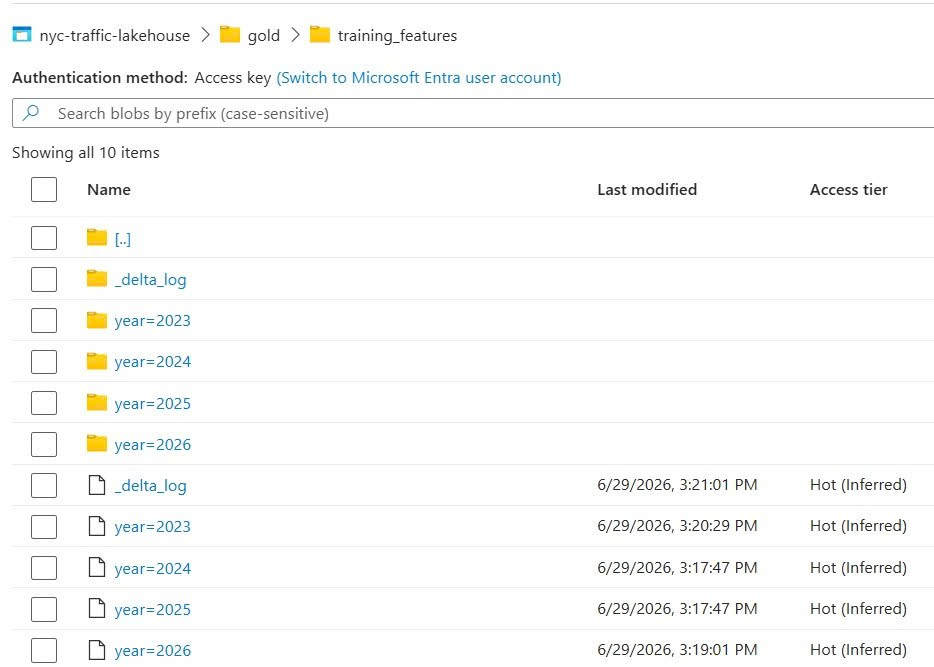 nyc-traffic-lakehouse > gold > training_features
Authentication method: Access key (Switch to Microsoft Entra user account)
Search blobs by prefix (case-sensitive)
Showing all 10 items
Name Last modified Access tier
[..]
_delta_log
year=2023
year=2024
year=2025
year=2026
_delta_log 6/29/2026, 3:21:01 PM Hot (Inferred)
year=2023 6/29/2026, 3:20:29 PM Hot (Inferred)
year=2024 6/29/2026, 3:17:47 PM Hot (Inferred)
year=2025 6/29/2026, 3:17:47 PM Hot (Inferred)
year=2026 6/29/2026, 3:19:01 PM Hot (Inferred)